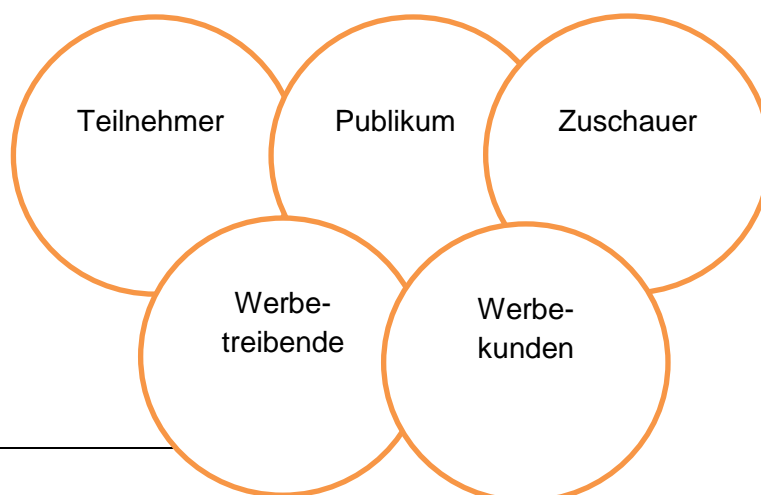 Teilnehmer
Publikum
Zuschauer
Werbe-
treibende
Werbe-
kunden